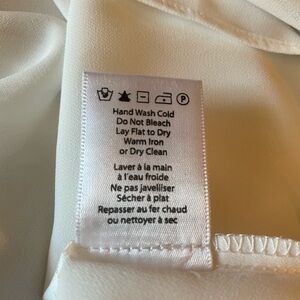 Hand Wash Cold
Do Not Bleach
Lay Flat to Dry
Warm Iron
or Dry Clean
Laver à la main
à l'eau froide
Ne pas javelliser
Sécher à plat
Repasser au fer chaud
ou nettoyer à sec